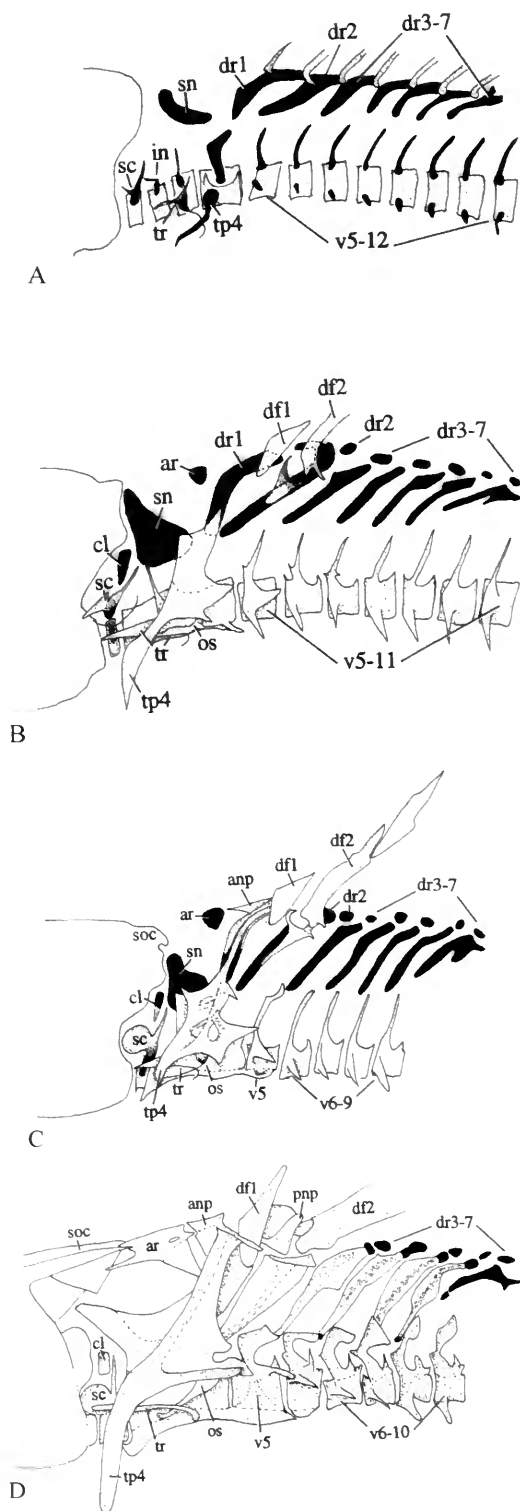 dr2
dr3-7
dr1
sn
in
sc
tr
tp4
v5-12
A
df2
df1
dr2
dr1
dr3-7
ar
sn
cl
sc
tr
os
v5-11
tp4
B
df2
df1
anp
dr2
dr3-7
ar
soc
sn
cl
sc
tr
os
v5
v6-9
tp4
C
df1
pnp
anp
df2
soc
ar
dr3-7
cl
sc
os
v5
v6-10
tr
tp4
D